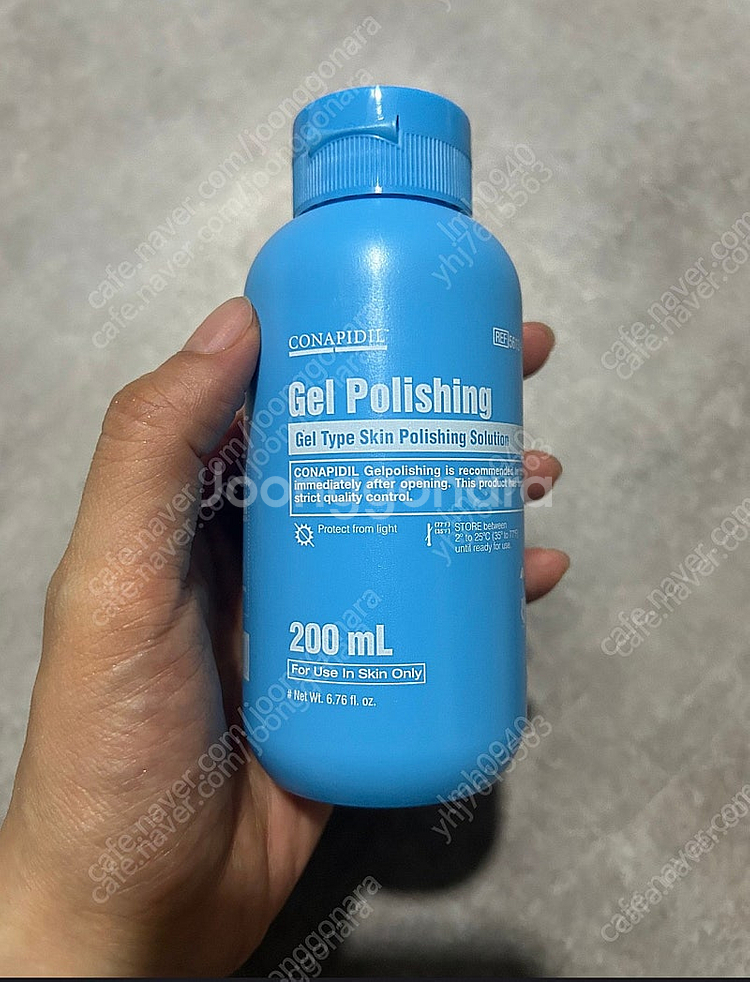 CONAPIDIL
REF
Gel Polishing
Gel Type Skin Polishing Solution
CONAPIDIL Gelpolishing is recommended
immediately after opening. This product
strict quality control.
Protect from light
(77°F)
(35°F)
STORE between
2° to 25°C (35° to 77°F)
until ready for use.
200 mL
For Use In Skin Only
# Net Wt. 6.76 fl. oz.
Joonggonara
cafe.naver.com/joonggonara